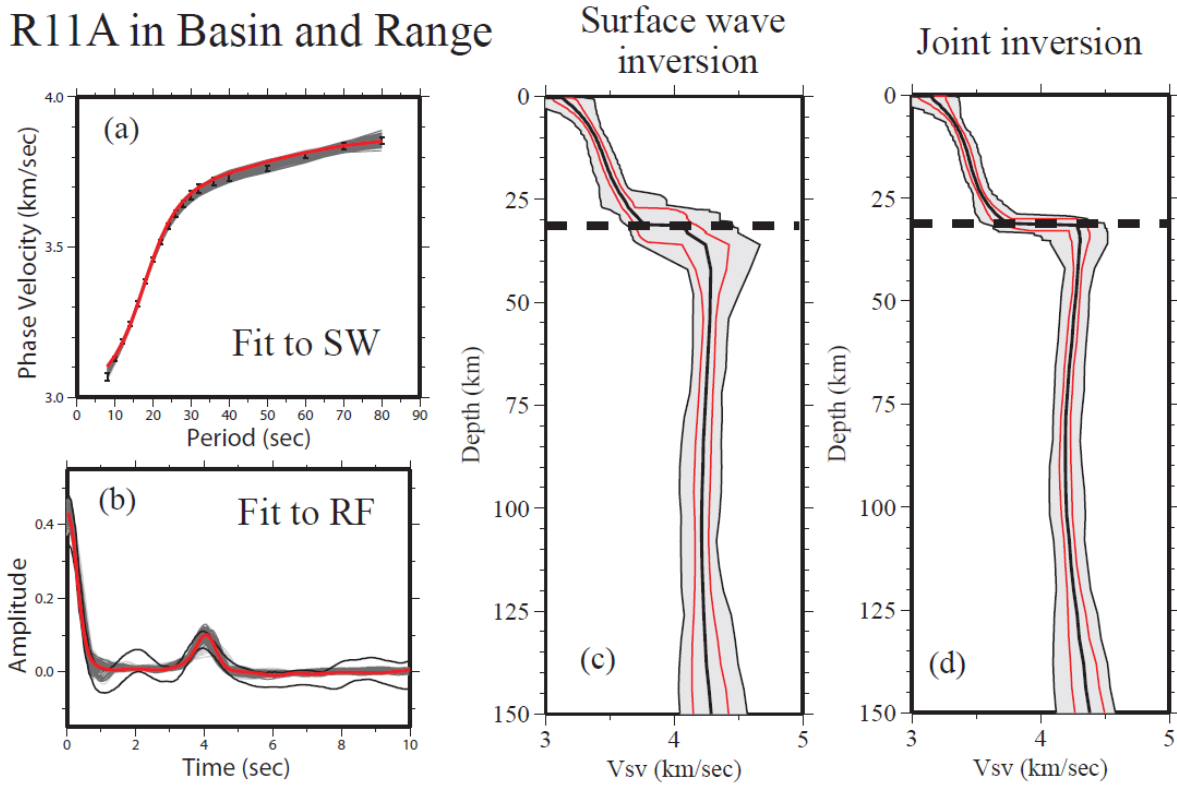 R11A in Basin and Range
Surface wave
inversion
Joint inversion
(a)
Fit to SW
Phase Velocity (km/sec)
4.0
3.5
3.0
0 10 20 30 40 50 60 70 80 90
Period (sec)
(b)
Fit to RF
Amplitude
0.4
0.2
0.0
0 2 4 6 8 10
Time (sec)
(c)
Depth (km)
0
25
50
75
100
125
150
3 4 5
Vsv (km/sec)
(d)
Depth (km)
0
25
50
75
100
125
150
3 4 5
Vsv (km/sec)